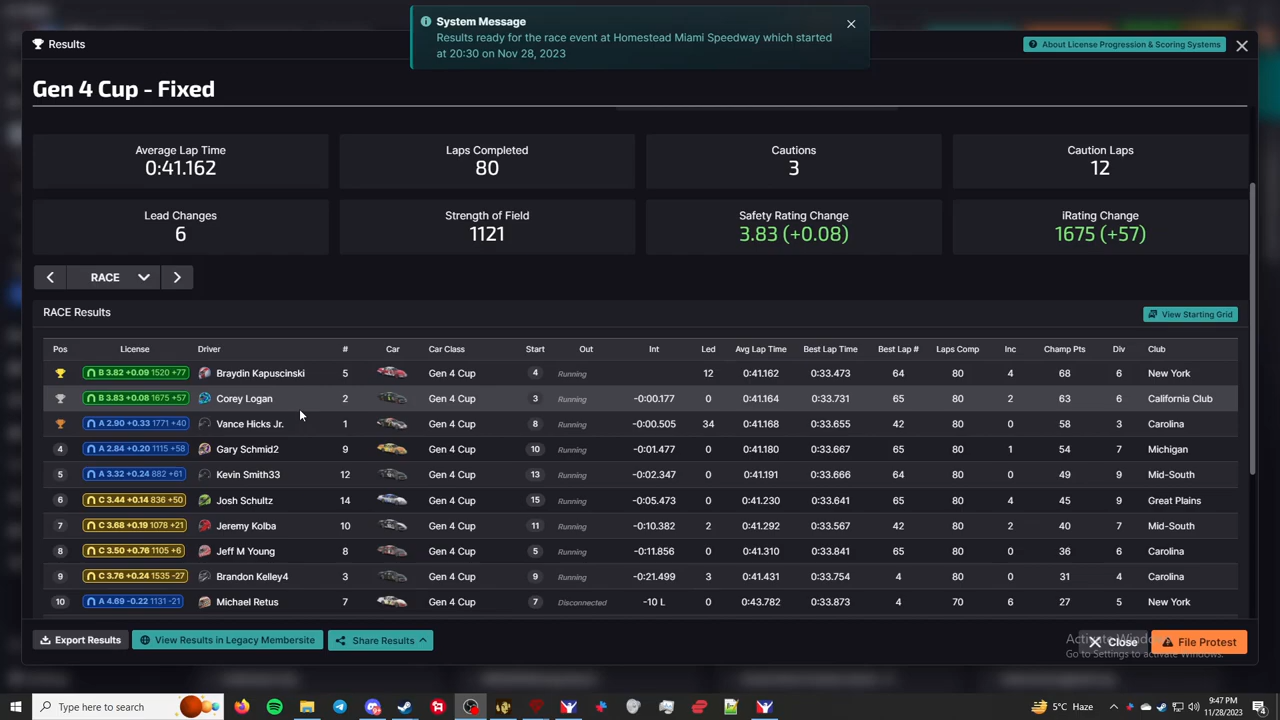 System Message
Results ready for the race event at Homestead Miami Speedway which started
at 20:30 on Nov 28, 2023
Results
About License Progression & Scoring Systems
Gen 4 Cup - Fixed
Average Lap Time
0:41.162
Laps Completed
80
Cautions
3
Caution Laps
12
Lead Changes
6
Strength of Field
1121
Safety Rating Change
3.83 (+0.08)
iRating Change
1675 (+57)
RACE
RACE Results
View Starting Grid
Pos License Driver # Car Car Class Start Out Int Led Avg Lap Time Best Lap Time Best Lap # Laps Comp Inc Champ Pts Div Club
B 3.82 +0.09 1520 +77 Braydin Kapuscinski 5 Gen 4 Cup 4 Running 12 0:41.162 0:33.473 64 80 4 68 6 New York
B 3.83 +0.08 1675 +57 Corey Logan 2 Gen 4 Cup 3 Running -0:00.177 0 0:41.164 0:33.731 65 80 2 63 6 California Club
A 2.90 +0.33 1771 +40 Vance Hicks Jr. 1 Gen 4 Cup 8 Running -0:00.505 34 0:41.168 0:33.655 42 80 0 58 3 Carolina
4 A 2.84 +0.20 1115 +58 Gary Schmid2 9 Gen 4 Cup 10 Running -0:01.477 0 0:41.180 0:33.667 64 80 1 54 7 Michigan
5 A 3.32 +0.24 882 +61 Kevin Smith33 12 Gen 4 Cup 13 Running -0:02.347 0 0:41.191 0:33.666 64 80 0 49 9 Mid-South
6 C 3.44 +0.14 836 +50 Josh Schultz 14 Gen 4 Cup 15 Running -0:05.473 0 0:41.230 0:33.641 65 80 4 45 9 Great Plains
7 C 3.68 +0.19 1078 +21 Jeremy Kolba 10 Gen 4 Cup 11 Running -0:10.382 2 0:41.292 0:33.567 42 80 2 40 7 Mid-South
8 C 3.50 +0.76 1105 +6 Jeff M Young 8 Gen 4 Cup 5 Running -0:11.856 0 0:41.310 0:33.841 65 80 0 36 6 Carolina
9 C 3.76 +0.24 1535 -27 Brandon Kelley4 3 Gen 4 Cup 9 Running -0:21.499 3 0:41.431 0:33.754 4 80 0 31 4 Carolina
10 A 4.69 -0.22 1131 -21 Michael Retus 7 Gen 4 Cup 7 Disconnected -10 L 0 0:43.782 0:33.873 4 70 6 27 5 New York
Export Results
View Results in Legacy Membersite
Share Results
Close
File Protest
Go to Settings to activate Windows.
Type here to search
5°C Haze
9:47 PM
11/28/2023
4